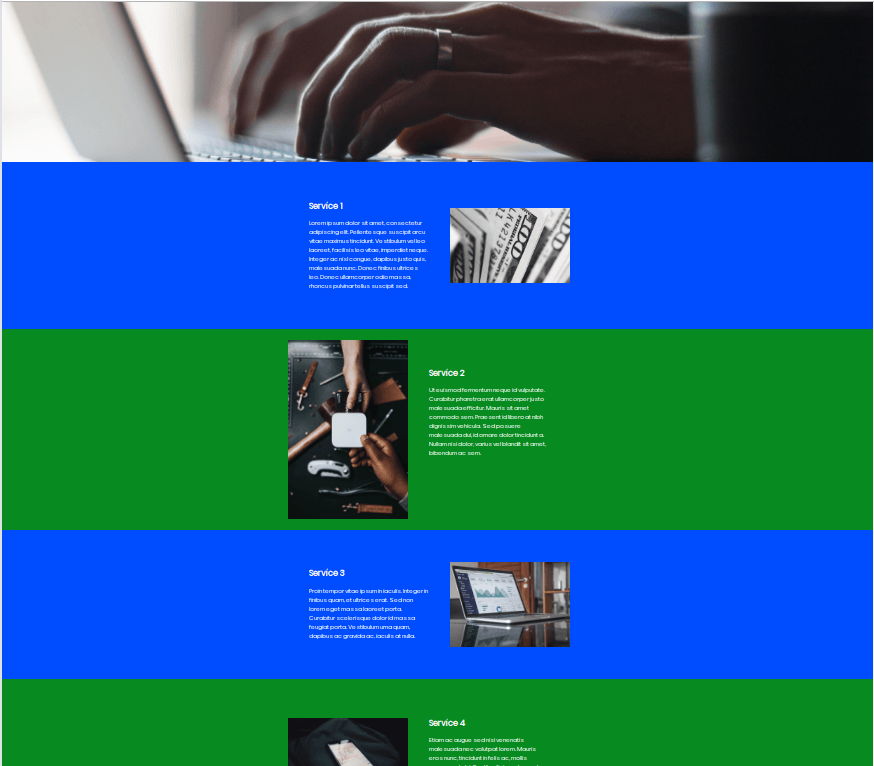 Service 1
Lorem ipsum dolor sit amet, consectetur
adipiscing elit. Pellentesque suscipit arcu
vitae maximus tincidunt. Vestibulum vel leo
laoreet, facilisis leo vitae, imperdiet neque.
Integer ac nisl congue, dapibus justo quis,
malesuada nunc. Donec finibus ultrices
leo. Donec ullamcorper odio massa,
rhoncus pulvinar tellus suscipit sed.
Service 2
Ut euismod fermentum neque id vulputate.
Curabitur pharetra erat ullamcorper justo
malesuada efficitur. Mauris sit amet
commodo sem. Praesent id libero at nibh
dignissim vehicula. Sed posuere
malesuada dui, id ornare dolor tincidunt a.
Nullam nisi dolor, varius vel blandit sit amet,
bibendum ac sem.
Service 3
Proin tempor vitae ipsum in iaculis. Integer in
finibus quam, et ultrices erat. Sed non
lorem eget massa laoreet porta.
Curabitur scelerisque dolor id massa
feugiat porta. Vestibulum urna quam,
dapibus ac gravida ac, iaculis at nulla.
Service 4
Etiam ac augue sed nisi venenatis
malesuada nec volutpat lorem. Mauris
eros nunc, tincidunt in felis ac, mollis